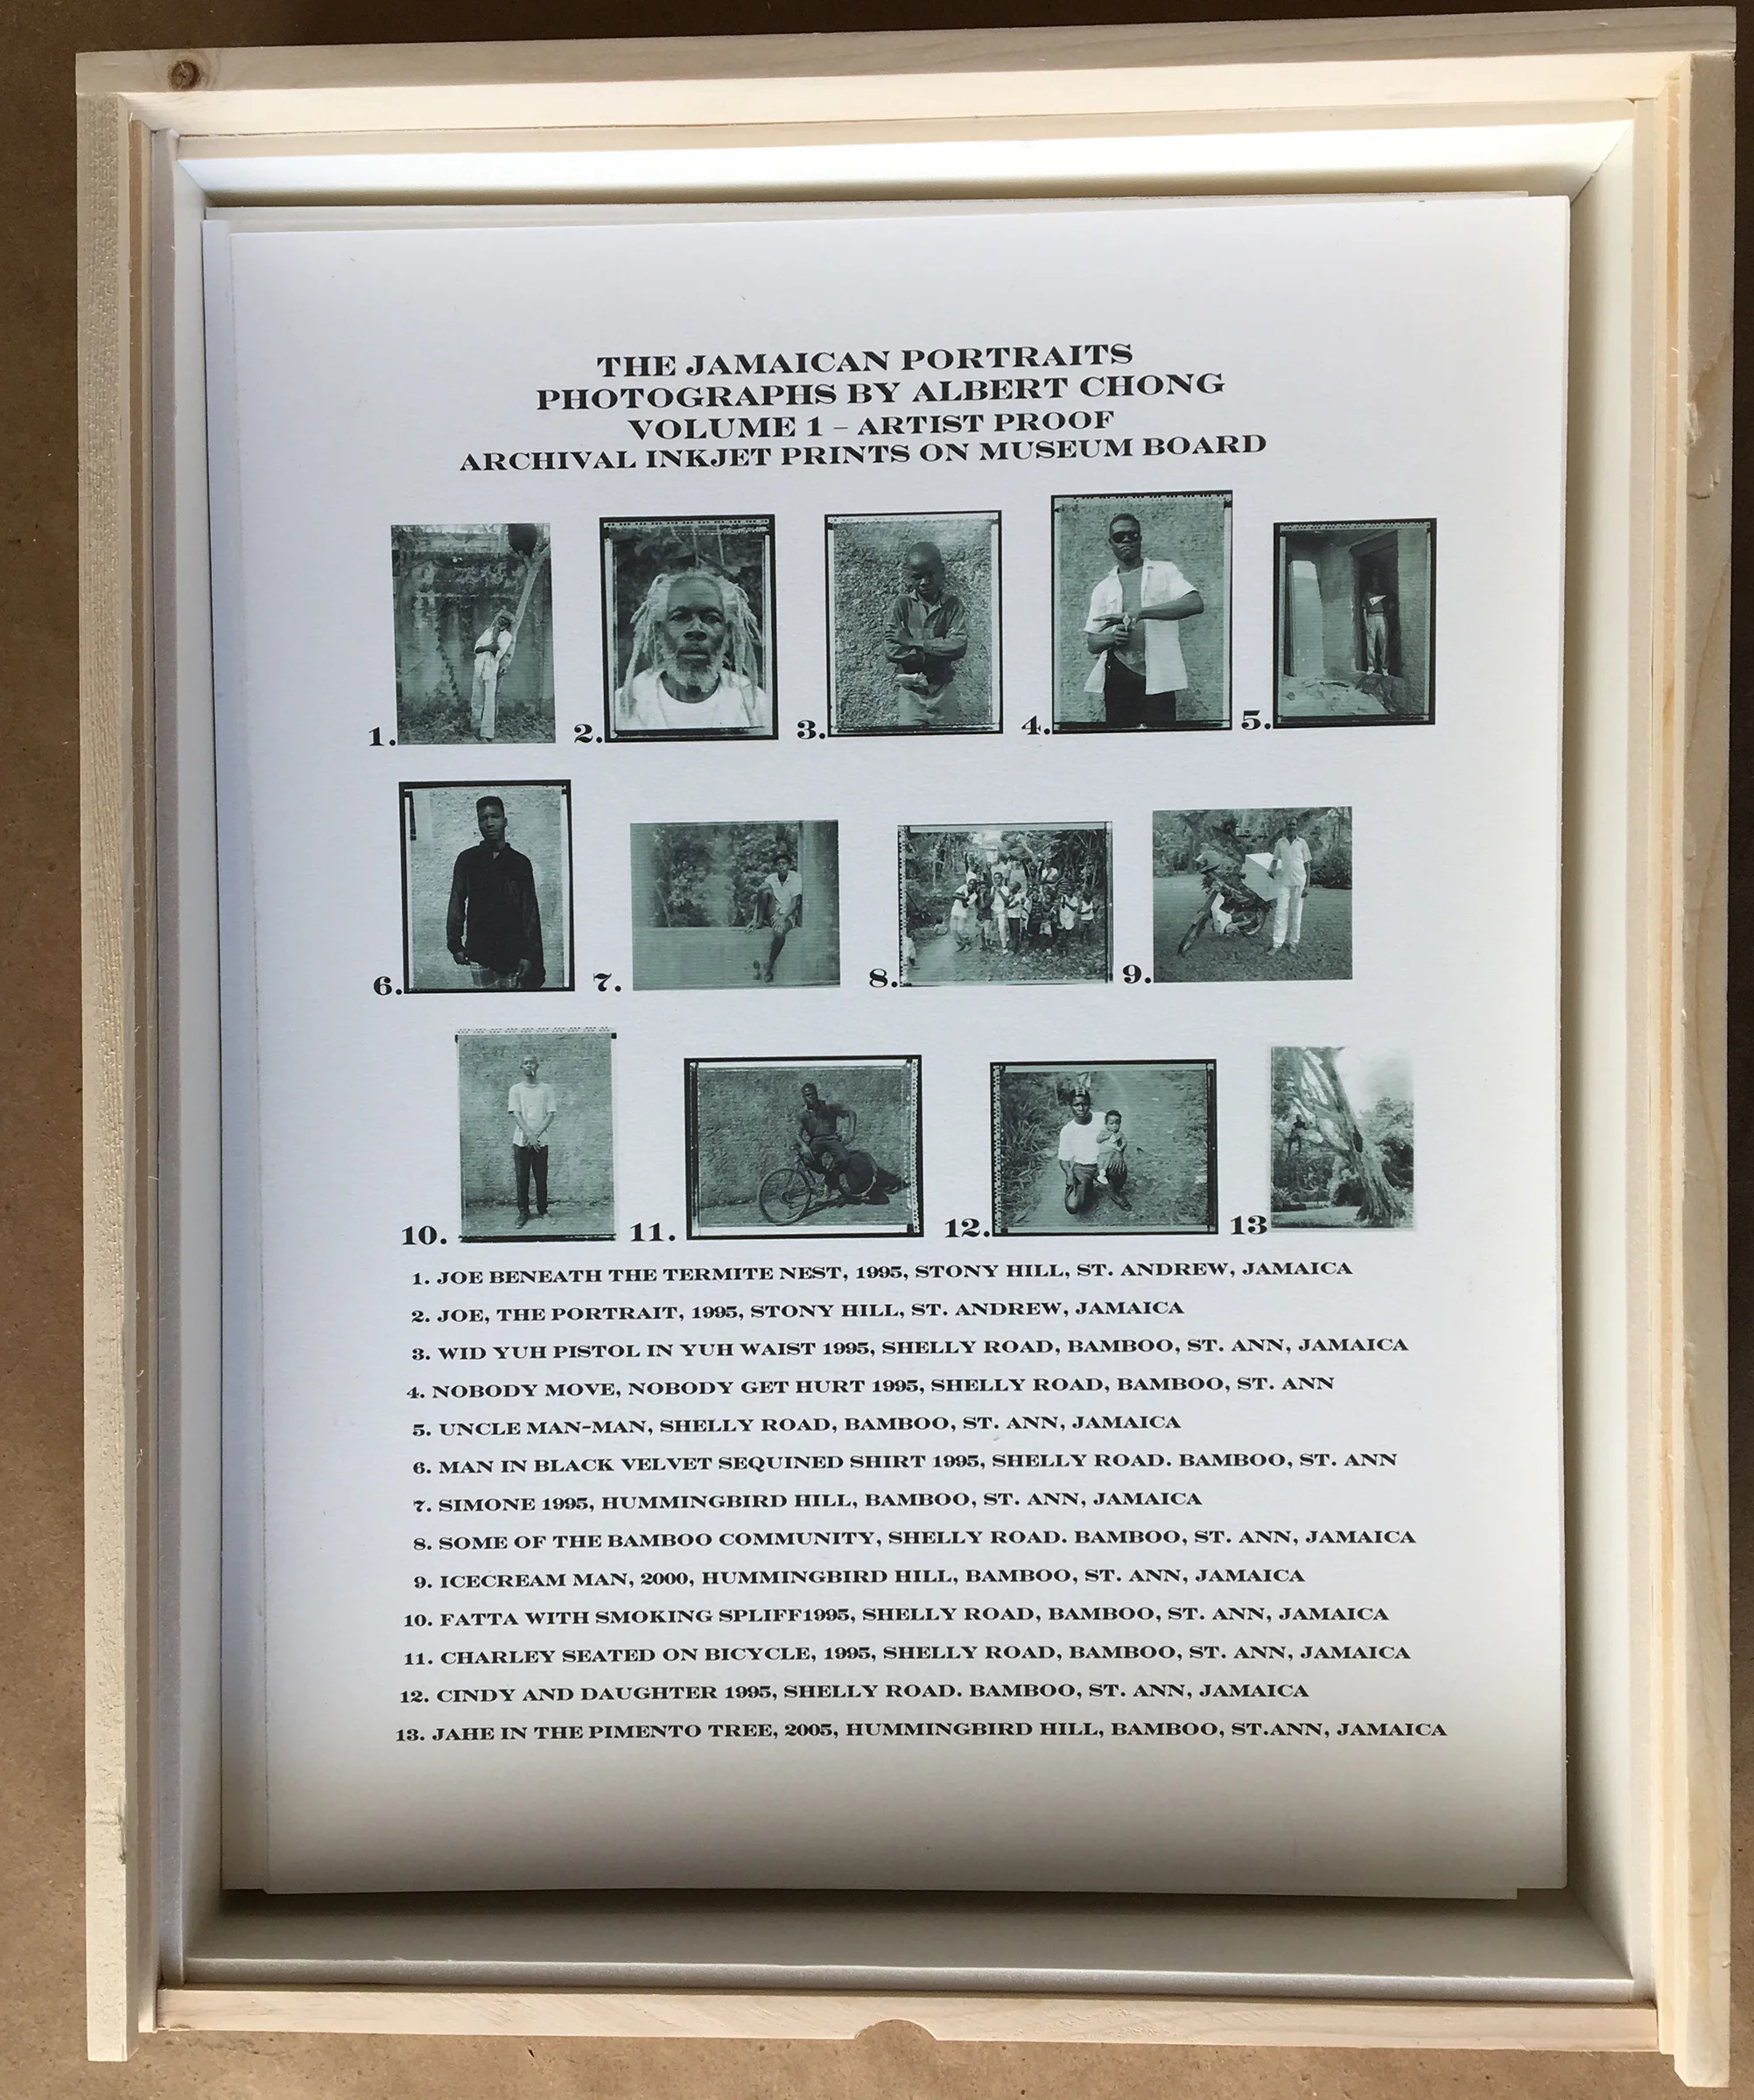 THE JAMAICAN PORTRAITS
PHOTOGRAPHS BY ALBERT CHONG
VOLUME 1 – ARTIST PROOF
ARCHIVAL INKJET PRINTS ON MUSEUM BOARD
1. 2. 3. 4. 5.
6. 7. 8. 9.
10. 11. 12. 13
1. JOE BENEATH THE TERMITE NEST, 1995, STONY HILL, ST. ANDREW, JAMAICA
2. JOE, THE PORTRAIT, 1995, STONY HILL, ST. ANDREW, JAMAICA
3. WID YUH PISTOL IN YUH WAIST 1995, SHELLY ROAD, BAMBOO, ST. ANN, JAMAICA
4. NOBODY MOVE, NOBODY GET HURT 1995, SHELLY ROAD, BAMBOO, ST. ANN
5. UNCLE MAN-MAN, SHELLY ROAD, BAMBOO, ST. ANN, JAMAICA
6. MAN IN BLACK VELVET SEQUINED SHIRT 1995, SHELLY ROAD. BAMBOO, ST. ANN
7. SIMONE 1995, HUMMINGBIRD HILL, BAMBOO, ST. ANN, JAMAICA
8. SOME OF THE BAMBOO COMMUNITY, SHELLY ROAD. BAMBOO, ST. ANN, JAMAICA
9. ICECREAM MAN, 2000, HUMMINGBIRD HILL, BAMBOO, ST. ANN, JAMAICA
10. FATTA WITH SMOKING SPLIFF1995, SHELLY ROAD, BAMBOO, ST. ANN, JAMAICA
11. CHARLEY SEATED ON BICYCLE, 1995, SHELLY ROAD, BAMBOO, ST. ANN, JAMAICA
12. CINDY AND DAUGHTER 1995, SHELLY ROAD. BAMBOO, ST. ANN, JAMAICA
13. JAHE IN THE PIMENTO TREE, 2005, HUMMINGBIRD HILL, BAMBOO, ST.ANN, JAMAICA